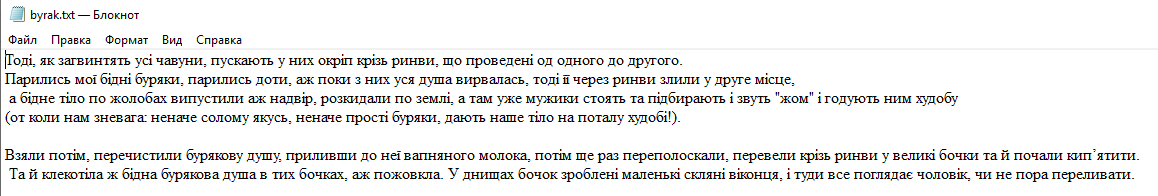 byrak.txt — Блокнот
Файл Правка Формат Вид Справка
Тоді, як загвинтять усі чавуни, пускають у них окріп крізь ринви, що проведені од одного до другого.
Парились мої бідні буряки, парились доти, аж поки з них уся душа вирвалась, тоді її через ринви злили у друге місце,
а бідне тіло по жолобах випустили аж надвір, розкидали по землі, а там уже мужики стоять та підбирають і звуть "жом" і годують ним худобу
(от коли нам зневага: неначе солому якусь, неначе прості буряки, дають наше тіло на поталу худобі!).
Взяли потім, перечистили бурякову душу, приливши до неї вапняного молока, потім ще раз переполоскали, перевели крізь ринви у великі бочки та й почали кип’ятити.
Та й клекотіла ж бідна бурякова душа в тих бочках, аж пожовкла. У днищах бочок зроблені маленькі скляні віконця, і туди все поглядає чоловік, чи не пора переливати.